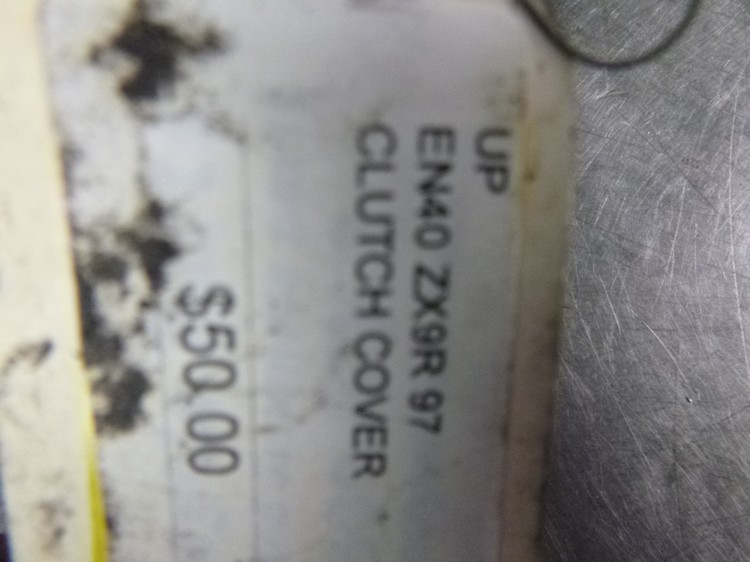 UP
EN40 ZX9R 97
CLUTCH COVER
$50.00